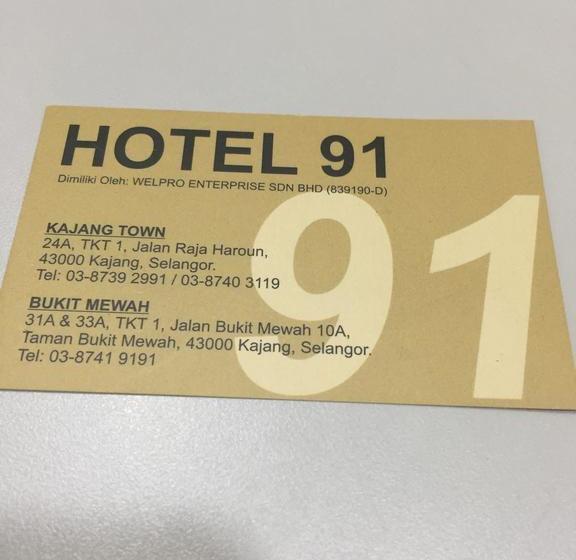 HOTEL 91
Dimiliki Oleh: WELPRO ENTERPRISE SDN BHD (839190-D)
91
KAJANG TOWN
24A, TKT 1, Jalan Raja Haroun,
43000 Kajang, Selangor.
Tel: 03-8739 2991 / 03-8740 3119
BUKIT MEWAH
31A & 33A, TKT 1, Jalan Bukit Mewah 10A,
Taman Bukit Mewah, 43000 Kajang, Selangor.
Tel: 03-8741 9191